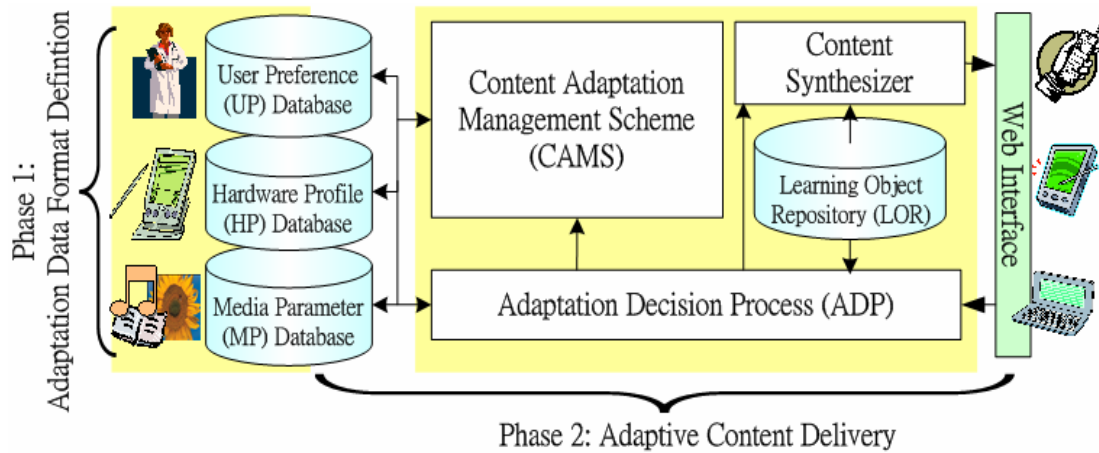 Phase 1:
Adaptation Data Format Defintion
User Preference
(UP) Database
Hardware Profile
(HP) Database
Media Parameter
(MP) Database
Content Adaptation
Management Scheme
(CAMS)
Content
Synthesizer
Learning Object
Repository (LOR)
Adaptation Decision Process (ADP)
Web Interface
Phase 2: Adaptive Content Delivery